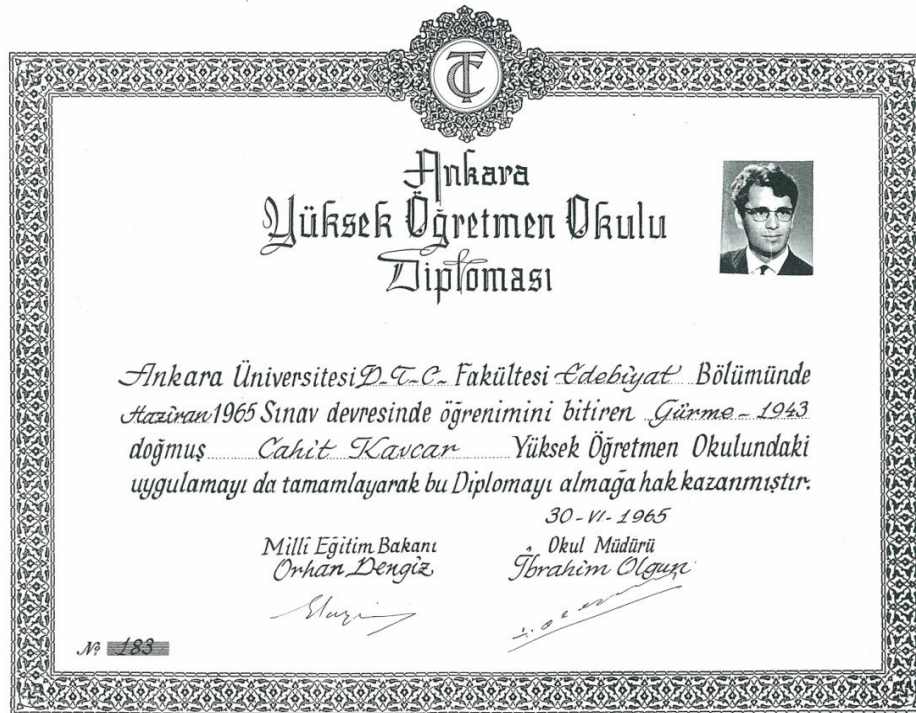 TC
Ankara
Yüksek Öğretmen Okulu
Diploması
Ankara Üniversitesi D.T.C. Fakültesi Edebiyat Bölümünde
Haziran 1965 Sınav devresinde öğrenimini bitiren Gürme - 1943
doğmuş Cahit Kavcar Yüksek Öğretmen Okulundaki
uygulamayı da tamamlayarak bu Diplomayı almağa hak kazanmıştır.
30-VI-1965
Milli Eğitim Bakanı
Orhan Dengiz
Okul Müdürü
İbrahim Olgun
№ 183